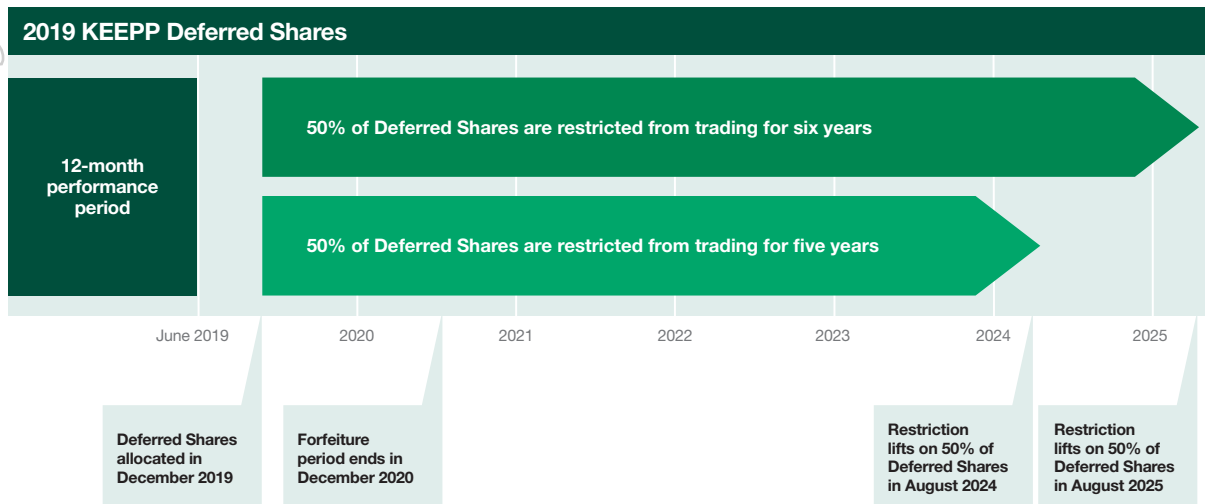 2019 KEEPP Deferred Shares
12-month
performance
period
50% of Deferred Shares are restricted from trading for six years
50% of Deferred Shares are restricted from trading for five years
June 2019
2020
2021
2022
2023
2024
2025
Deferred Shares
allocated in
December 2019
Forfeiture
period ends in
December 2020
Restriction
lifts on 50% of
Deferred Shares
in August 2024
Restriction
lifts on 50% of
Deferred Shares
in August 2025